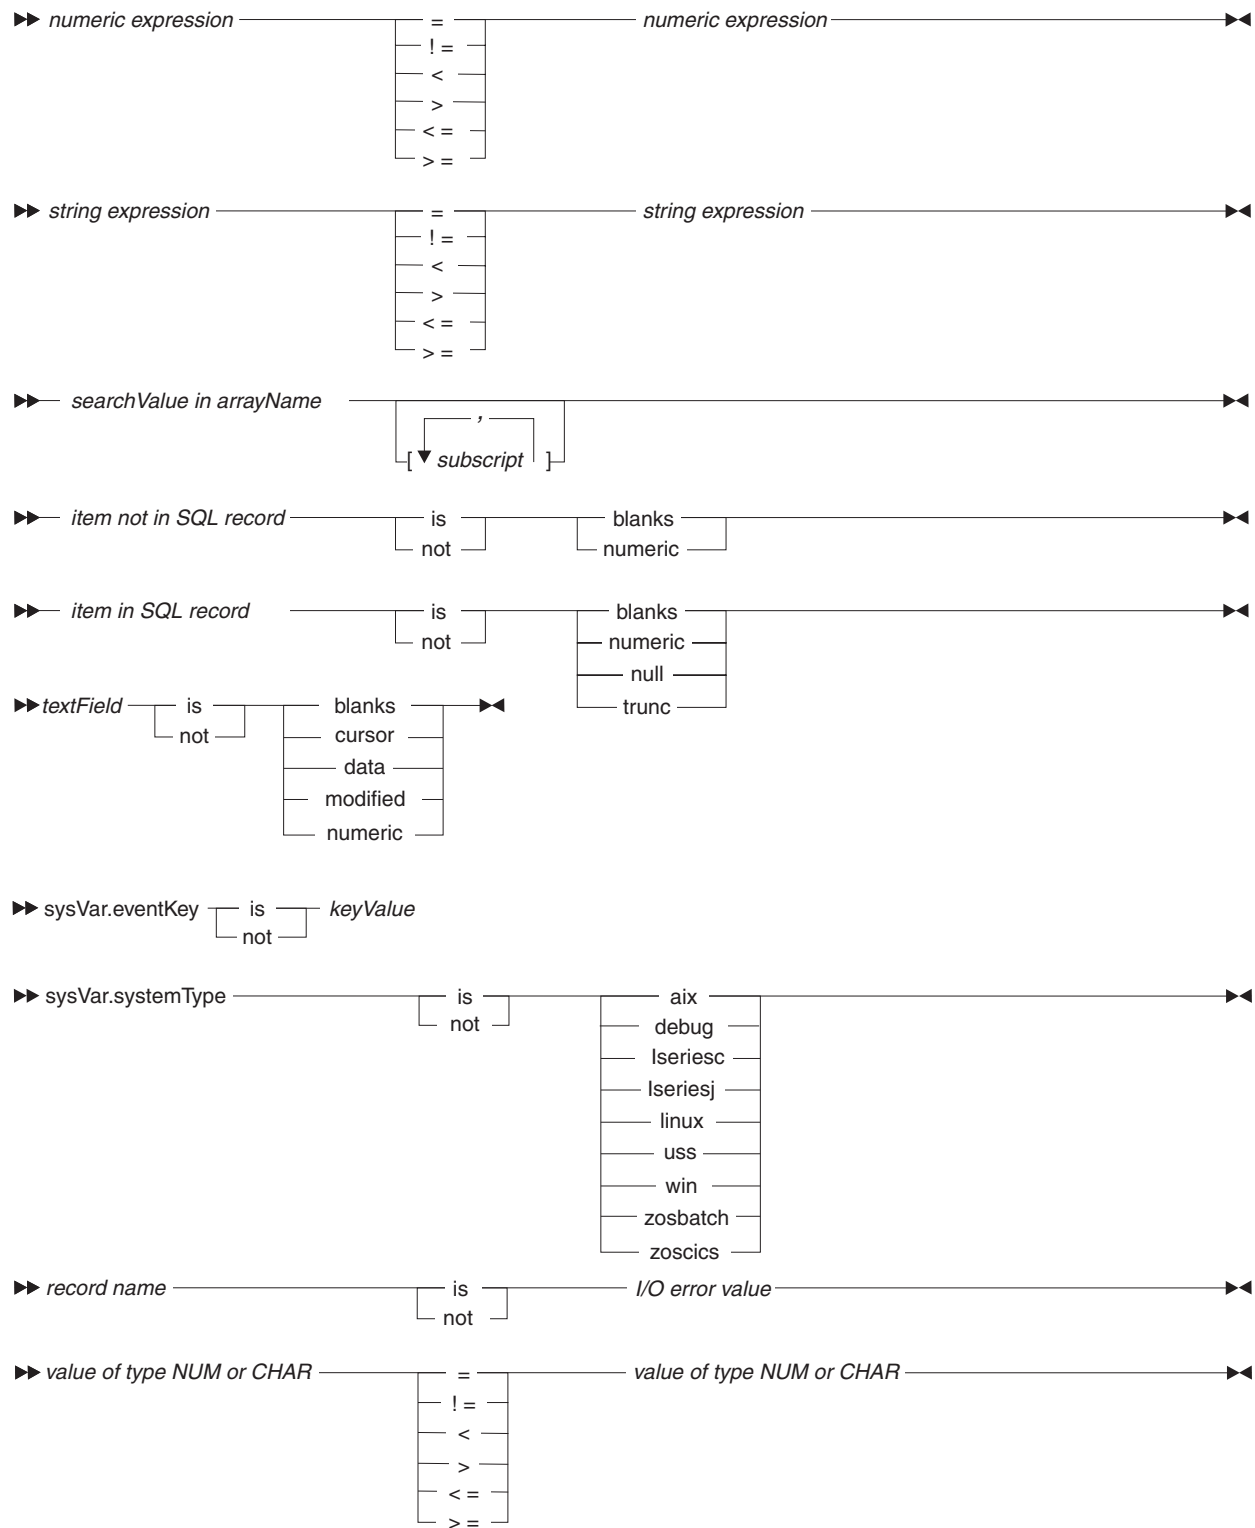 numeric expression = numeric expression
! =
<
>
< =
> =
string expression = string expression
! =
<
>
< =
> =
searchValue in arrayName
,
[ subscript ]
item not in SQL record is blanks
not numeric
item in SQL record is blanks
not numeric
null
trunc
textField is blanks
not cursor
data
modified
numeric
sysVar.eventKey is keyValue
not
sysVar.systemType is aix
not debug
Iseriesc
Iseriesj
linux
uss
win
zosbatch
zoscics
record name is I/O error value
not
value of type NUM or CHAR = value of type NUM or CHAR
! =
<
>
< =
> =